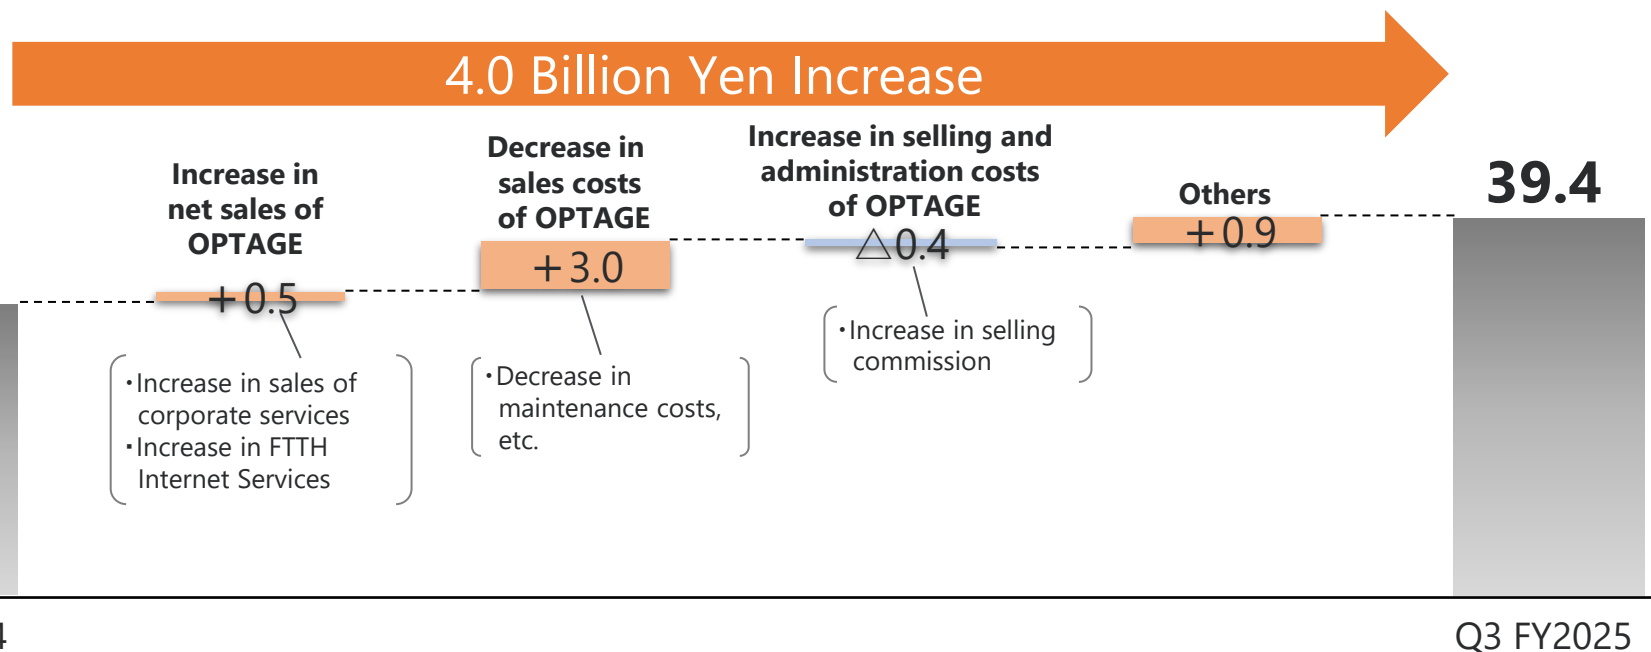 4.0 Billion Yen Increase
Increase in
net sales of
OPTAGE
+0.5
・Increase in sales of
corporate services
・Increase in FTTH
Internet Services
Decrease in
sales costs
of OPTAGE
+3.0
・Decrease in
maintenance costs,
etc.
Increase in selling and
administration costs
of OPTAGE
△0.4
・Increase in selling
commission
Others
+0.9
39.4
4
Q3 FY2025